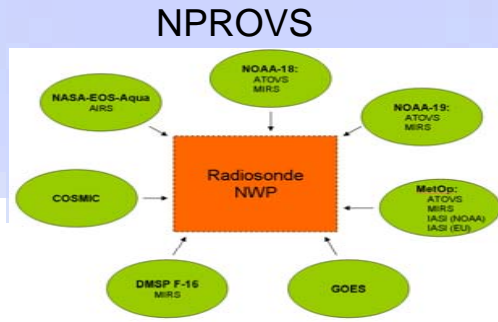 NPROVS
NOAA-18:
ATOVS
MIRS
NASA-EOS-Aqua
AIRS
NOAA-19:
ATOVS
MIRS
Radiosonde
NWP
COSMIC
MetOp:
ATOVS
MIRS
IASI (NOAA)
IASI (EU)
DMSP F-16
MIRS
GOES